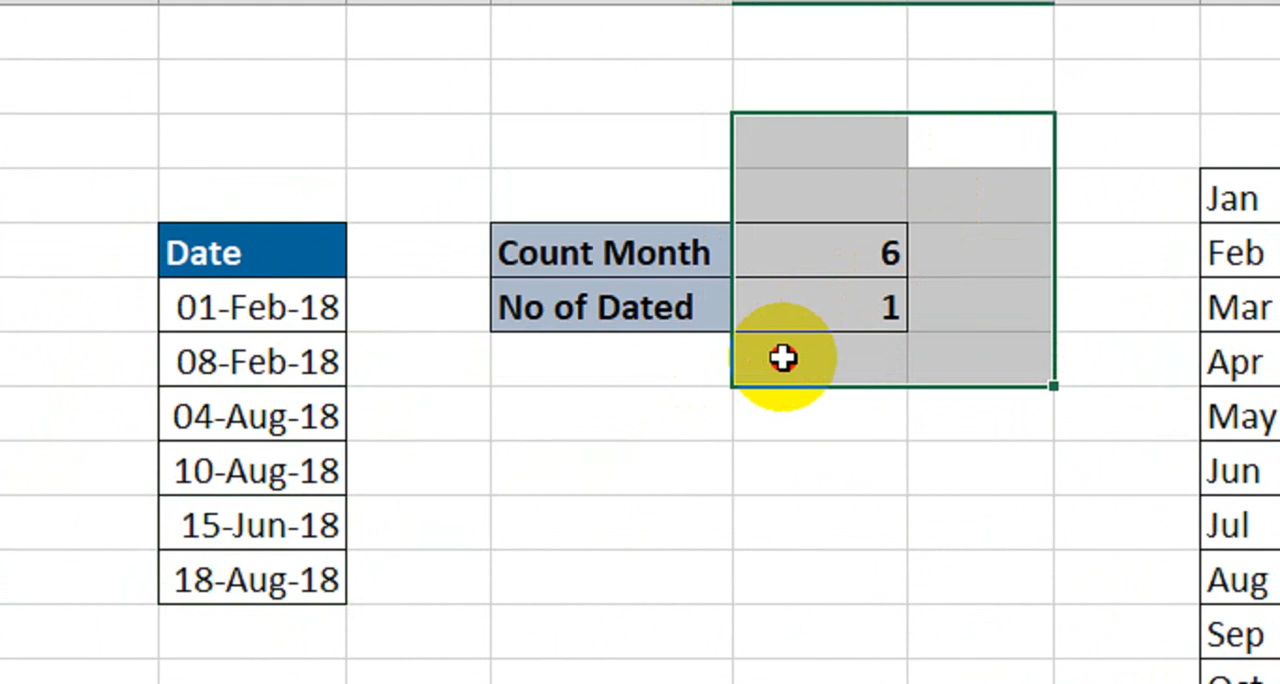 Date
01-Feb-18
08-Feb-18
04-Aug-18
10-Aug-18
15-Jun-18
18-Aug-18
Count Month 6
No of Dated 1
Jan
Feb
Mar
Apr
May
Jun
Jul
Aug
Sep